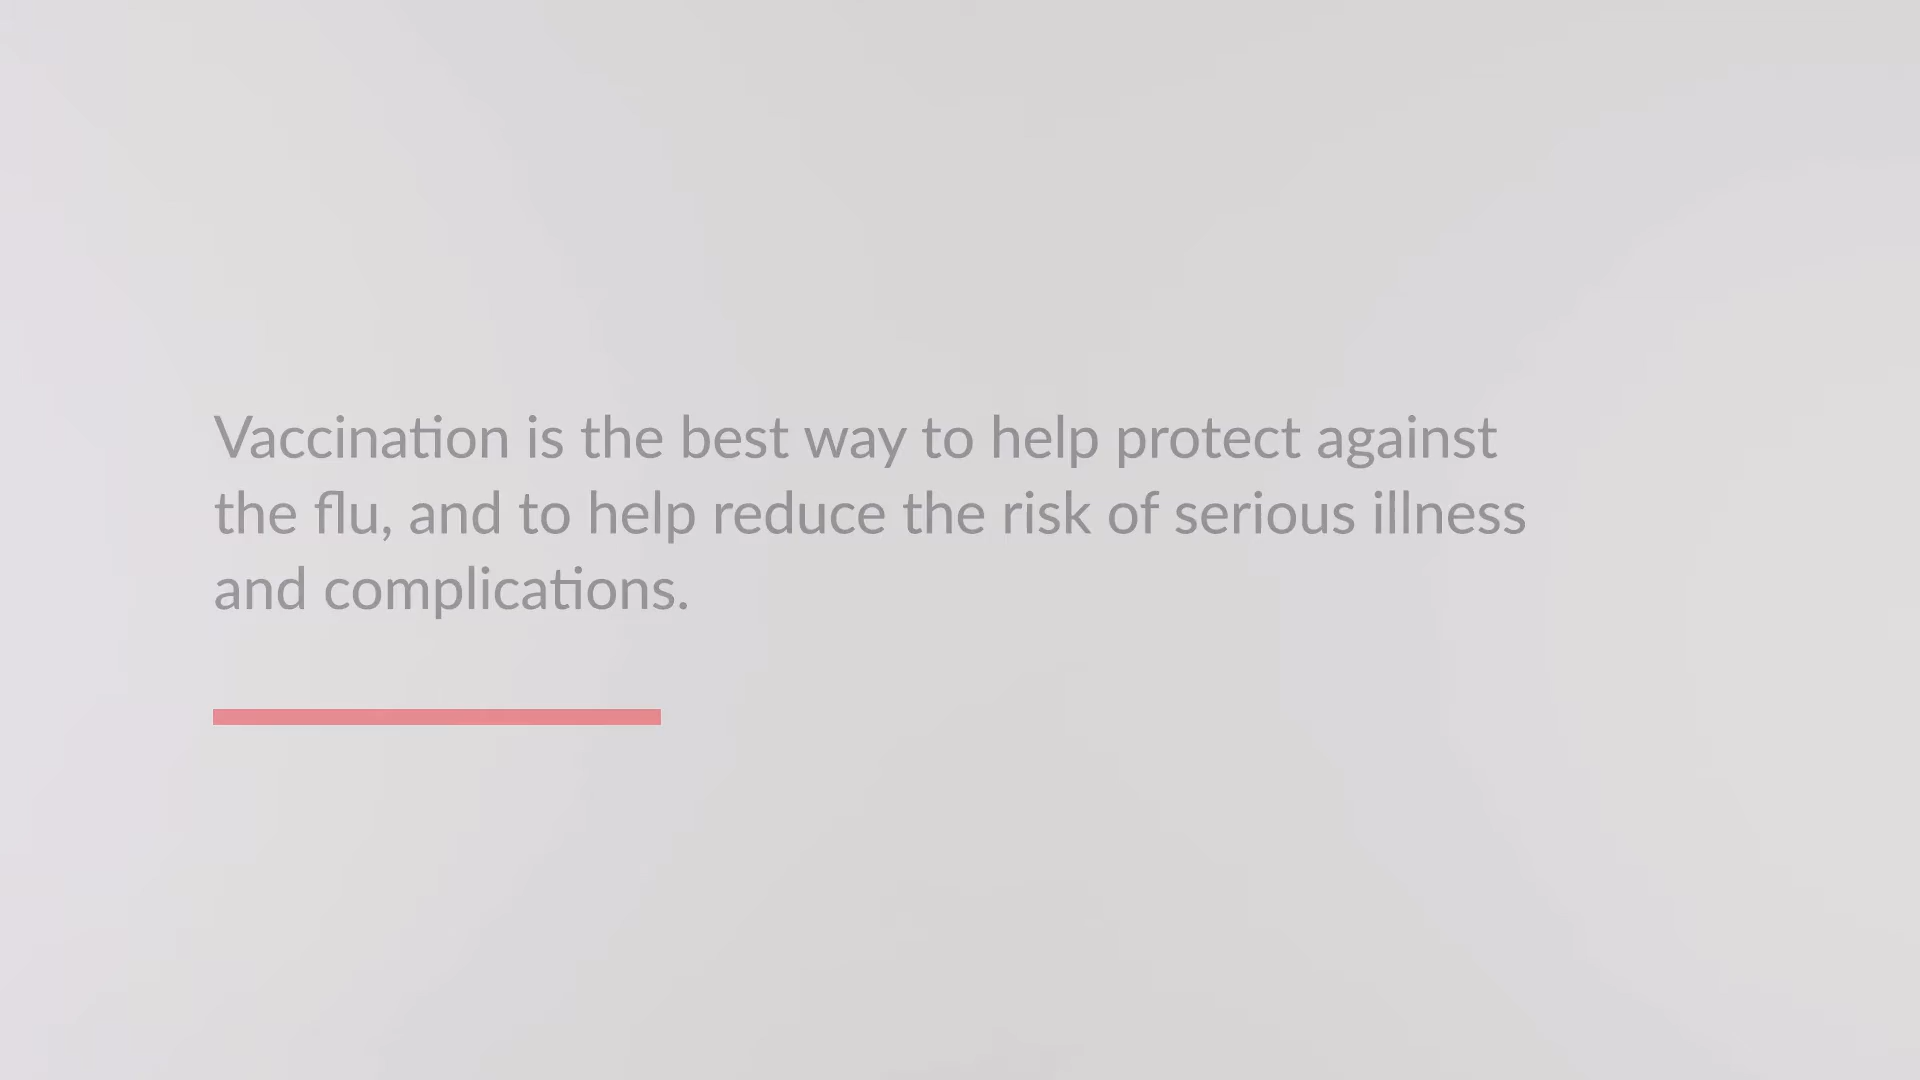 Vaccination is the best way to help protect against
the flu, and to help reduce the risk of serious illness
and complications.